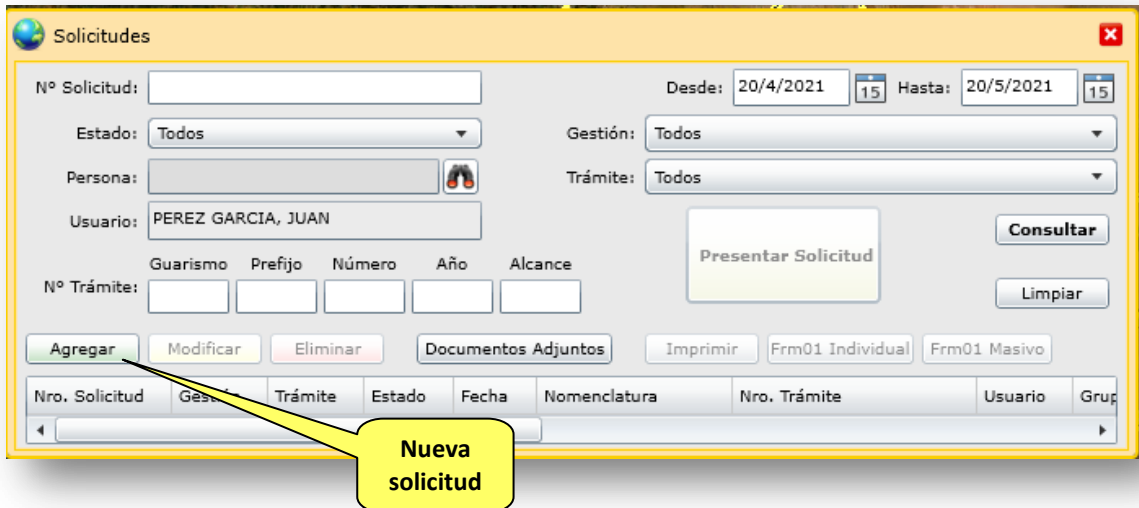 Solicitudes
Nº Solicitud: Desde: 20/4/2021 15 Hasta: 20/5/2021 15
Estado: Todos Gestión: Todos
Persona: Trámite: Todos
Usuario: PEREZ GARCIA, JUAN Consultar
Presentar Solicitud
Guarismo Prefijo Número Año Alcance
Nº Trámite: Limpiar
Agregar Modificar Eliminar Documentos Adjuntos Imprimir Frm01 Individual Frm01 Masivo
Nro. Solicitud Gestión Trámite Estado Fecha Nomenclatura Nro. Trámite Usuario Grup
Nueva
solicitud